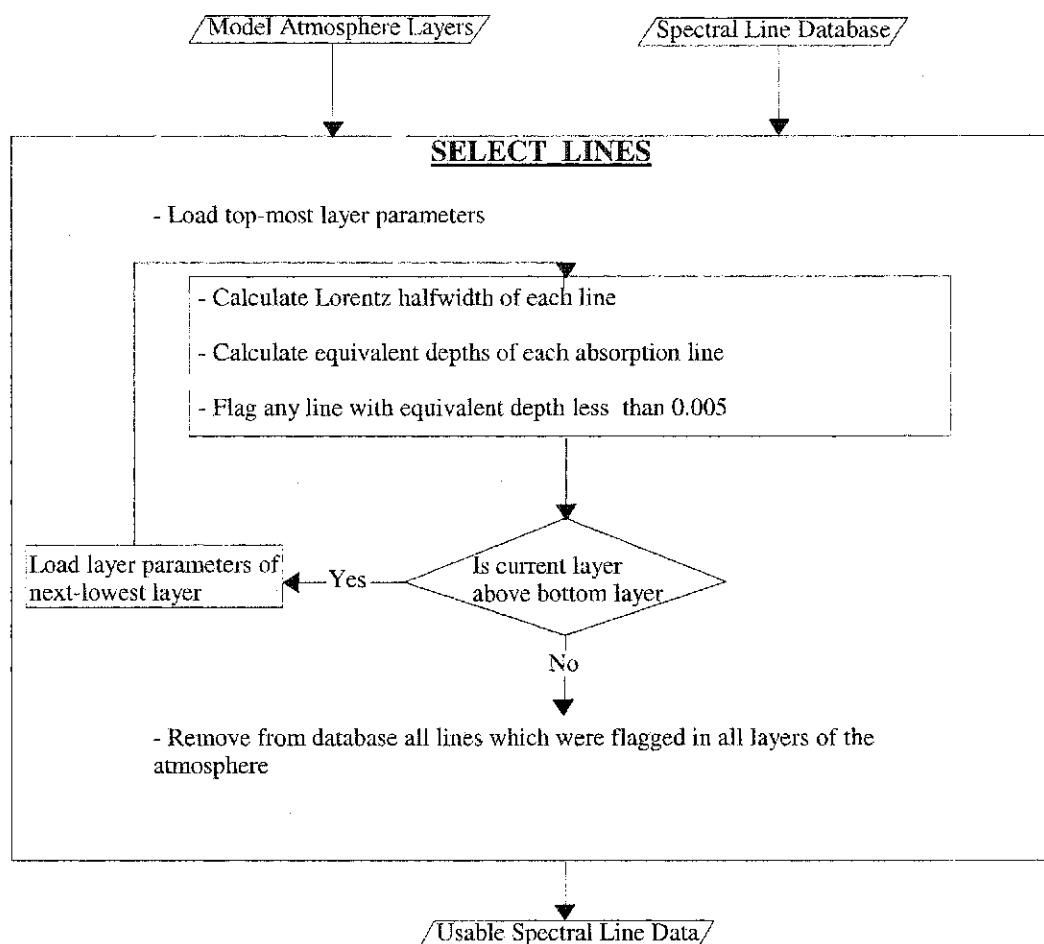 Model Atmosphere Layers
Spectral Line Database
SELECT LINES
- Load top-most layer parameters
- Calculate Lorentz halfwidth of each line
- Calculate equivalent depths of each absorption line
- Flag any line with equivalent depth less than 0.005
Is current layer
above bottom layer
Yes
Load layer parameters of
next-lowest layer
No
- Remove from database all lines which were flagged in all layers of the
atmosphere
Usable Spectral Line Data